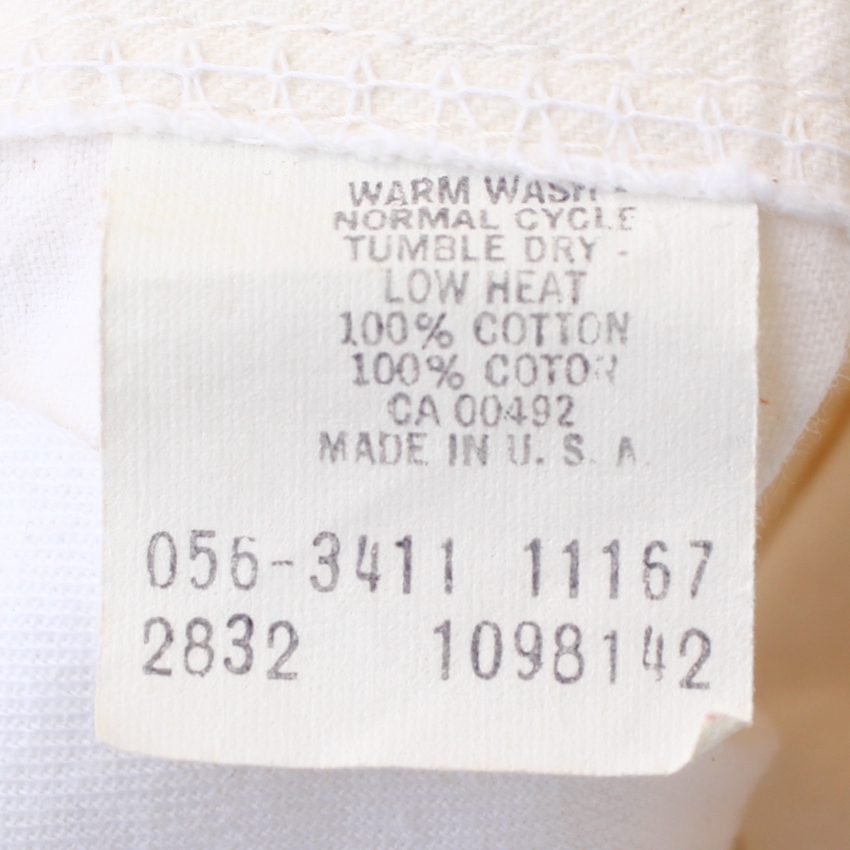 WARM WASH -
NORMAL CYCLE
TUMBLE DRY -
LOW HEAT
100% COTTON
100% COTON
CA 00492
MADE IN U. S. A.
056-3411 11167
2832 1098142